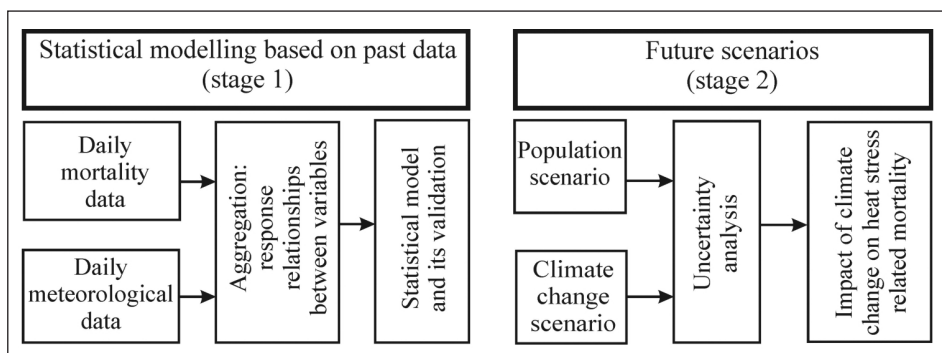 Statistical modelling based on past data
(stage 1)
Daily
mortality
data
Daily
meteorological
data
Aggregation:
response
relationships
between variables
Statistical model
and its validation
Future scenarios
(stage 2)
Population
scenario
Climate
change
scenario
Uncertainty
analysis
Impact of climate
change on heat stress
related mortality